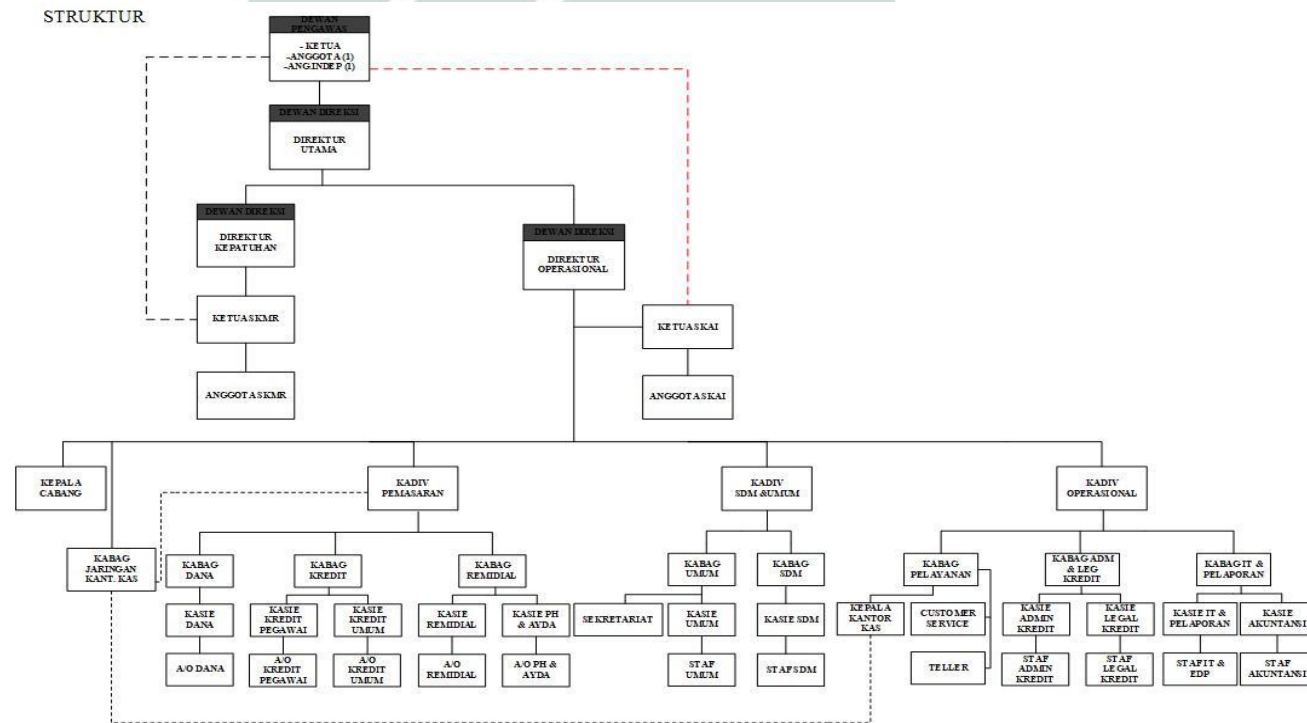 STRUKTUR
DEWAN
PENGAWAS
- KETUA
-ANGGOTA (1)
-ANG.INDEP (1)
DEWAN DIREKSI
DIREKTUR
UTAMA
DEWAN DIREKSI
DIREKTUR
KEPATUHAN
DEWAN DIREKSI
DIREKTUR
OPERASIONAL
KETUA SKMR
KETUA SKAI
ANGGOTA SKMR
ANGGOTA SKAI
KEPALA
CABANG
KADIV
PEMASARAN
KADIV
SDM & UMUM
KADIV
OPERASIONAL
KABAG
JARINGAN
KANT. KAS
KABAG
DANA
KABAG
KREDIT
KABAG
REMIDIAL
KABAG
UMUM
KABAG
SDM
KABAG
PELAYANAN
KABAG ADM
& LEG
KREDIT
KABAG IT &
PELAPORAN
KASIE
DANA
KASIE
KREDIT
PEGAWAI
KASIE
KREDIT
UMUM
KASIE
REMIDIAL
KASIE PH
& AYDA
SEKRETARIAT
KASIE
UMUM
KASIE SDM
KEPALA
KANTOR
KAS
CUSTOMER
SERVICE
KASIE
ADMIN
KREDIT
KASIE
LEGAL
KREDIT
KASIE IT &
PELAPORAN
KASIE
AKUNTANSI
A/O DANA
A/O
KREDIT
PEGAWAI
A/O
KREDIT
UMUM
A/O
REMIDIAL
A/O PH &
AYDA
STAF
UMUM
STAF SDM
TELLER
STAF
ADMIN
KREDIT
STAF
LEGAL
KREDIT
STAF IT &
EDP
STAF
AKUNTANSI